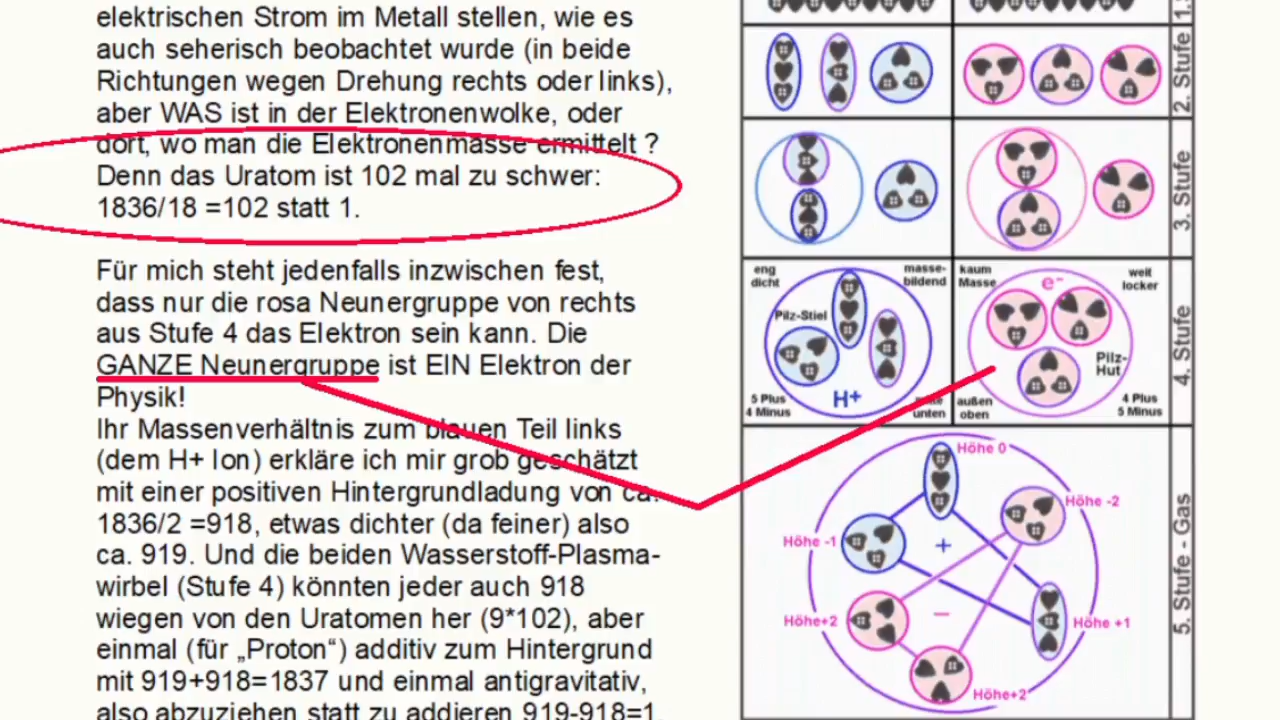 elektrischen Strom im Metall stellen, wie es
auch seherisch beobachtet wurde (in beide
Richtungen wegen Drehung rechts oder links),
aber WAS ist in der Elektronenwolke, oder
dort, wo man die Elektronenmasse ermittelt ?
Denn das Uratom ist 102 mal zu schwer:
1836/18 =102 statt 1.
Für mich steht jedenfalls inzwischen fest,
dass nur die rosa Neunergruppe von rechts
aus Stufe 4 das Elektron sein kann. Die
GANZE Neunergruppe ist EIN Elektron der
Physik!
Ihr Massenverhältnis zum blauen Teil links
(dem H+ Ion) erkläre ich mir grob geschätzt
mit einer positiven Hintergrundladung von ca.
1836/2 =918, etwas dichter (da feiner) also
ca. 919. Und die beiden Wasserstoff-Plasma-
wirbel (Stufe 4) könnten jeder auch 918
wiegen von den Uratomen her (9*102), aber
einmal (für „Proton“) additiv zum Hintergrund
mit 919+918=1837 und einmal antigravitativ,
also abzuziehen statt zu addieren 919-918=1.
2. Stufe
3. Stufe
eng
dicht
masse-
bildend
Pilz-Stiel
5 Plus
4 Minus
H+
unten
kaum
Masse
e-
weit
locker
Pilz-
Hut
außen
oben
4 Plus
5 Minus
4. Stufe
Höhe 0
Höhe -2
Höhe -1
+
Höhe+2
−
Höhe +1
Höhe+2
5. Stufe - Gas